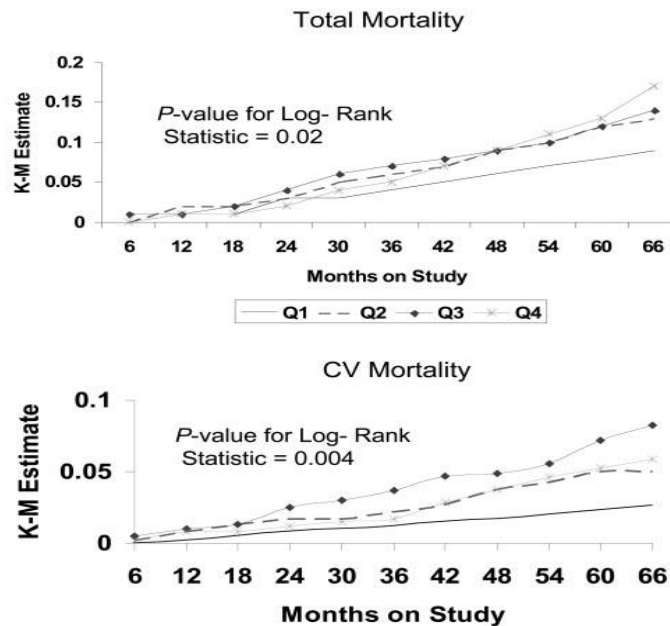 Total Mortality
0.2
0.15
0.1
0.05
0
K-M Estimate
P-value for Log- Rank
Statistic = 0.02
6 12 18 24 30 36 42 48 54 60 66
Months on Study
Q1 Q2 Q3 Q4
CV Mortality
0.1
0.05
0
K-M Estimate
P-value for Log- Rank
Statistic = 0.004
6 12 18 24 30 36 42 48 54 60 66
Months on Study